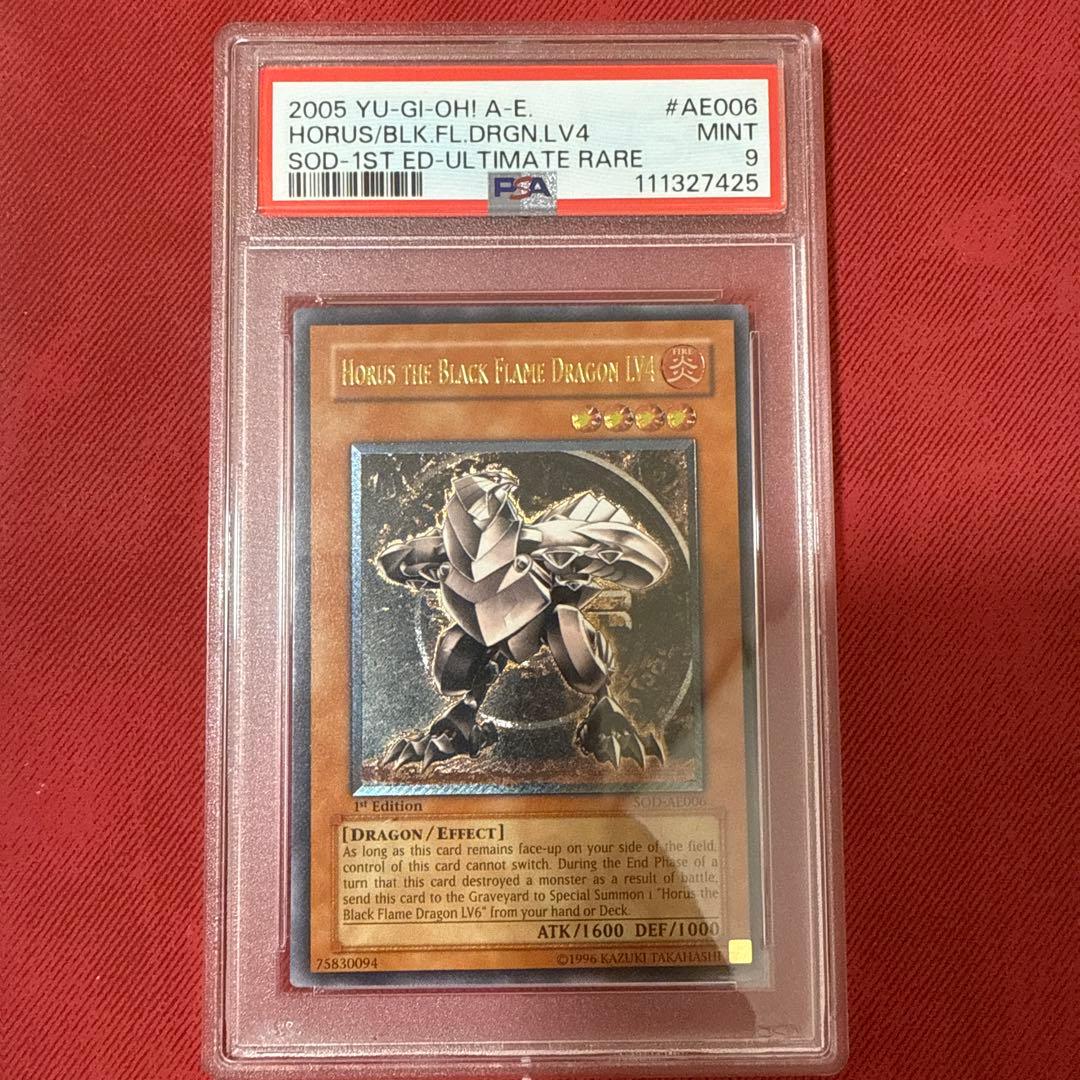 2005 YU-GI-OH! A-E. #AE006
HORUS/BLK.FL.DRGN.LV4 MINT
SOD-1ST ED-ULTIMATE RARE 9
PSA 111327425
HORUS THE BLACK FLAME DRAGON LV4
FIRE
炎
1st Edition SOD-AE006
[DRAGON/EFFECT]
As long as this card remains face-up on your side of the field,
control of this card cannot switch. During the End Phase of a
turn that this card destroyed a monster as a result of battle,
send this card to the Graveyard to Special Summon 1 "Horus the
Black Flame Dragon LV6" from your hand or Deck.
ATK/1600 DEF/1000
75830094 ©1996 KAZUKI TAKAHASHI